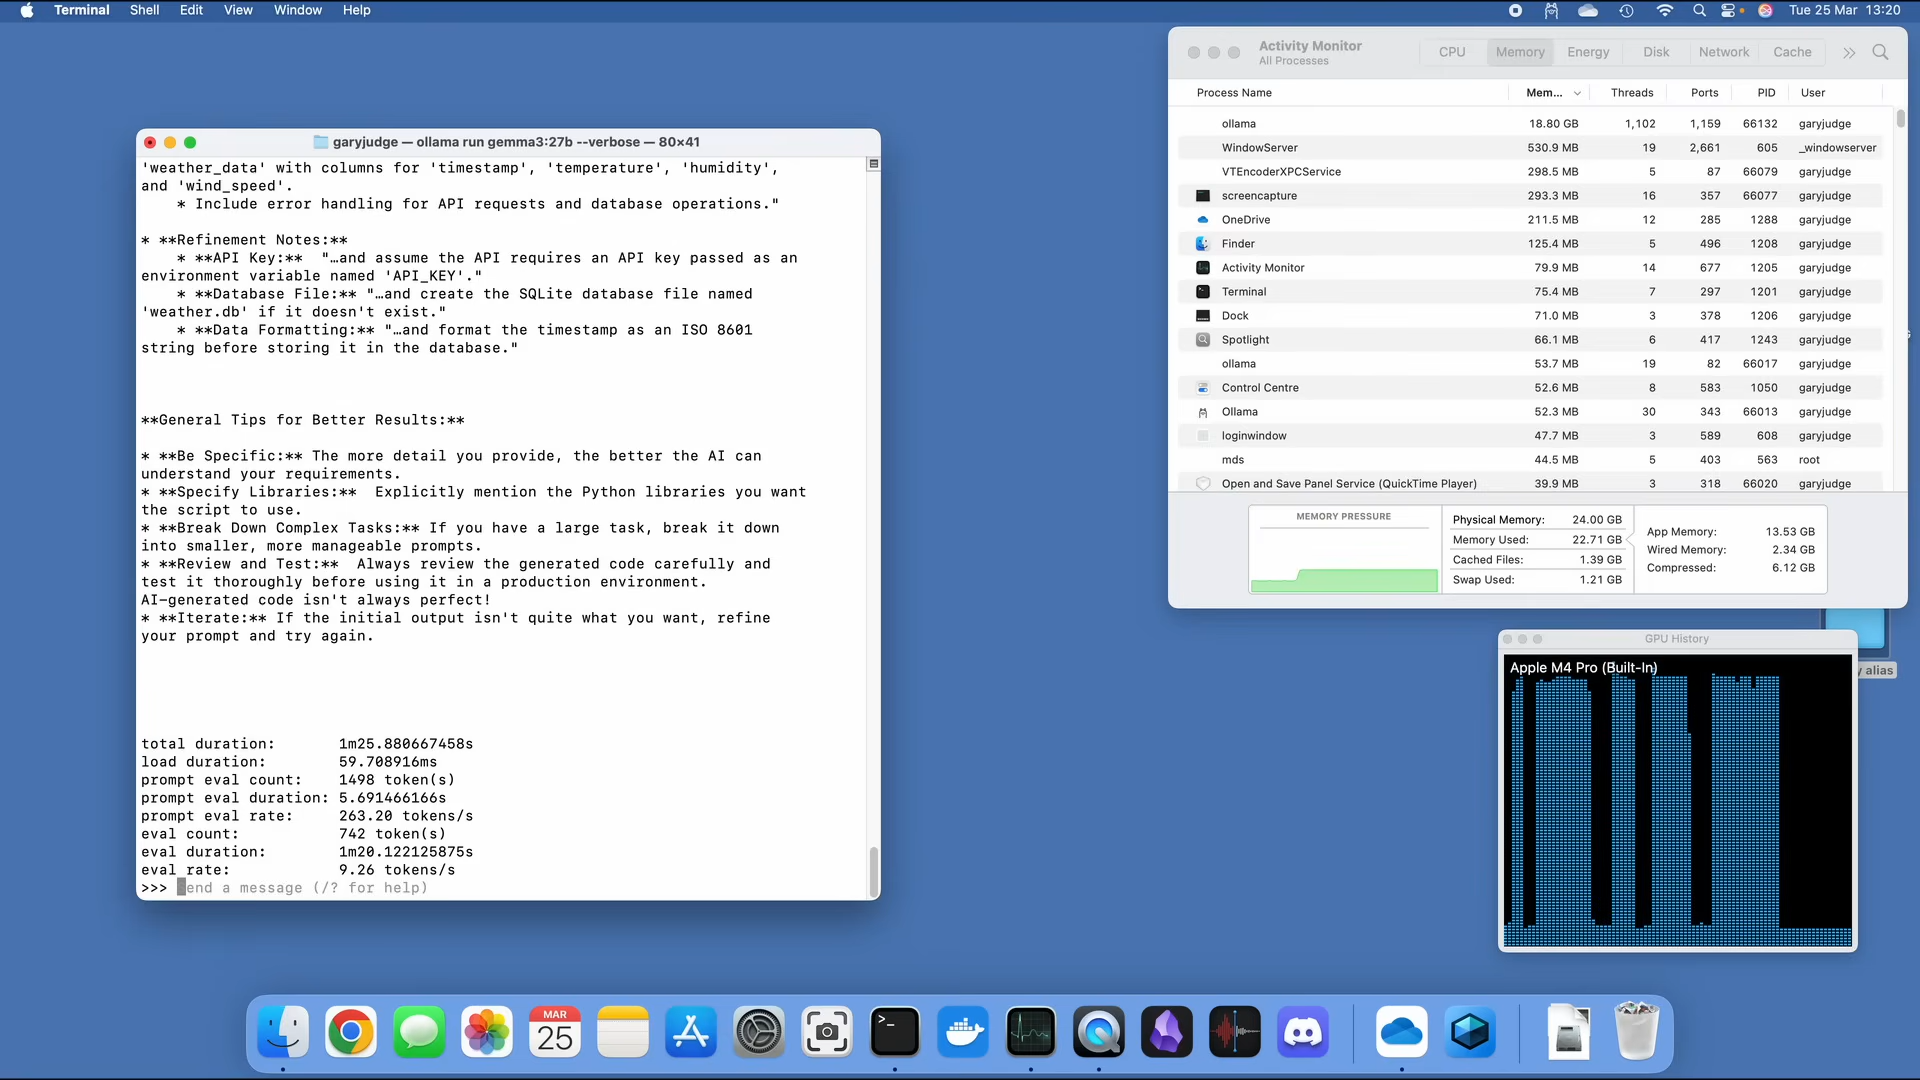 Terminal Shell Edit View Window Help
Tue 25 Mar 13:20
garyjudge — ollama run gemma3:27b --verbose — 80×41
'weather_data' with columns for 'timestamp', 'temperature', 'humidity',
and 'wind_speed'.
* Include error handling for API requests and database operations."
* **Refinement Notes:**
* **API Key:** "…and assume the API requires an API key passed as an
environment variable named 'API_KEY'."
* **Database File:** "…and create the SQLite database file named
'weather.db' if it doesn't exist."
* **Data Formatting:** "…and format the timestamp as an ISO 8601
string before storing it in the database."
**General Tips for Better Results:**
* **Be Specific:** The more detail you provide, the better the AI can
understand your requirements.
* **Specify Libraries:** Explicitly mention the Python libraries you want
the script to use.
* **Break Down Complex Tasks:** If you have a large task, break it down
into smaller, more manageable prompts.
* **Review and Test:** Always review the generated code carefully and
test it thoroughly before using it in a production environment.
AI-generated code isn't always perfect!
* **Iterate:** If the initial output isn't quite what you want, refine
your prompt and try again.
total duration: 1m25.880667458s
load duration: 59.708916ms
prompt eval count: 1498 token(s)
prompt eval duration: 5.691466166s
prompt eval rate: 263.20 tokens/s
eval count: 742 token(s)
eval duration: 1m20.122125875s
eval rate: 9.26 tokens/s
>>> end a message (/? for help)
Activity Monitor
All Processes
CPU Memory Energy Disk Network Cache
Process Name Mem... Threads Ports PID User
ollama 18.80 GB 1,102 1,159 66132 garyjudge
WindowServer 530.9 MB 19 2,661 605 _windowserver
VTEncoderXPCService 298.5 MB 5 87 66079 garyjudge
screencapture 293.3 MB 16 357 66077 garyjudge
OneDrive 211.5 MB 12 285 1288 garyjudge
Finder 125.4 MB 5 496 1208 garyjudge
Activity Monitor 79.9 MB 14 677 1205 garyjudge
Terminal 75.4 MB 7 297 1201 garyjudge
Dock 71.0 MB 3 378 1206 garyjudge
Spotlight 66.1 MB 6 417 1243 garyjudge
ollama 53.7 MB 19 82 66017 garyjudge
Control Centre 52.6 MB 8 583 1050 garyjudge
Ollama 52.3 MB 30 343 66013 garyjudge
loginwindow 47.7 MB 3 589 608 garyjudge
mds 44.5 MB 5 403 563 root
Open and Save Panel Service (QuickTime Player) 39.9 MB 3 318 66020 garyjudge
MEMORY PRESSURE
Physical Memory: 24.00 GB
Memory Used: 22.71 GB
Cached Files: 1.39 GB
Swap Used: 1.21 GB
App Memory: 13.53 GB
Wired Memory: 2.34 GB
Compressed: 6.12 GB
GPU History
Apple M4 Pro (Built-In)
y alias
MAR
25